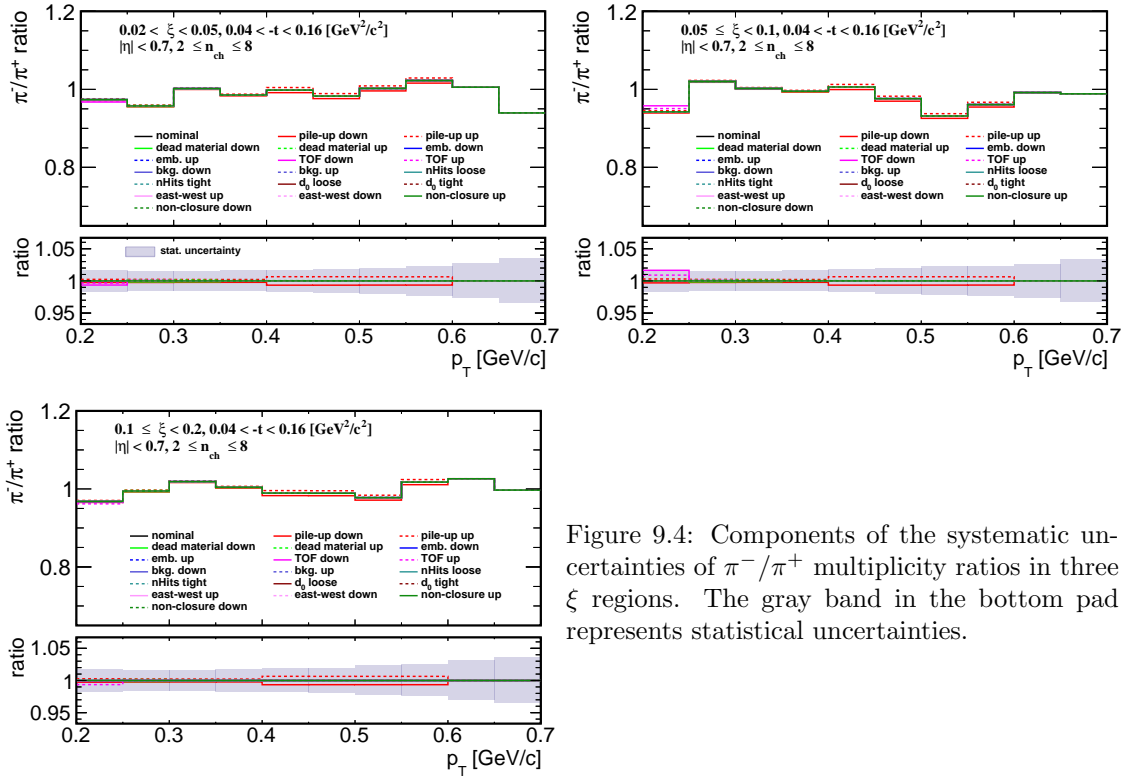 0.02 < ξ < 0.05, 0.04 < -t < 0.16 [GeV²/c²]
|η| < 0.7, 2 ≤ n_ch ≤ 8
π⁻/π⁺ ratio
1.2
1
0.8
nominal
pile-up down
pile-up up
dead material down
dead material up
emb. down
emb. up
TOF down
TOF up
bkg. down
bkg. up
nHits loose
nHits tight
d₀ loose
d₀ tight
east-west up
east-west down
non-closure up
non-closure down
ratio
1.05
1
0.95
stat. uncertainty
0.2 0.3 0.4 0.5 0.6 0.7
p_T [GeV/c]
0.05 ≤ ξ < 0.1, 0.04 < -t < 0.16 [GeV²/c²]
|η| < 0.7, 2 ≤ n_ch ≤ 8
π⁻/π⁺ ratio
1.2
1
0.8
nominal
pile-up down
pile-up up
dead material down
dead material up
emb. down
emb. up
TOF down
TOF up
bkg. down
bkg. up
nHits loose
nHits tight
d₀ loose
d₀ tight
east-west up
east-west down
non-closure up
non-closure down
ratio
1.05
1
0.95
0.2 0.3 0.4 0.5 0.6 0.7
p_T [GeV/c]
0.1 ≤ ξ < 0.2, 0.04 < -t < 0.16 [GeV²/c²]
|η| < 0.7, 2 ≤ n_ch ≤ 8
π⁻/π⁺ ratio
1.2
1
0.8
nominal
pile-up down
pile-up up
dead material down
dead material up
emb. down
emb. up
TOF down
TOF up
bkg. down
bkg. up
nHits loose
nHits tight
d₀ loose
d₀ tight
east-west up
east-west down
non-closure up
non-closure down
ratio
1.05
1
0.95
0.2 0.3 0.4 0.5 0.6 0.7
p_T [GeV/c]
Figure 9.4: Components of the systematic un-
certainties of π⁻/π⁺ multiplicity ratios in three
ξ regions. The gray band in the bottom pad
represents statistical uncertainties.